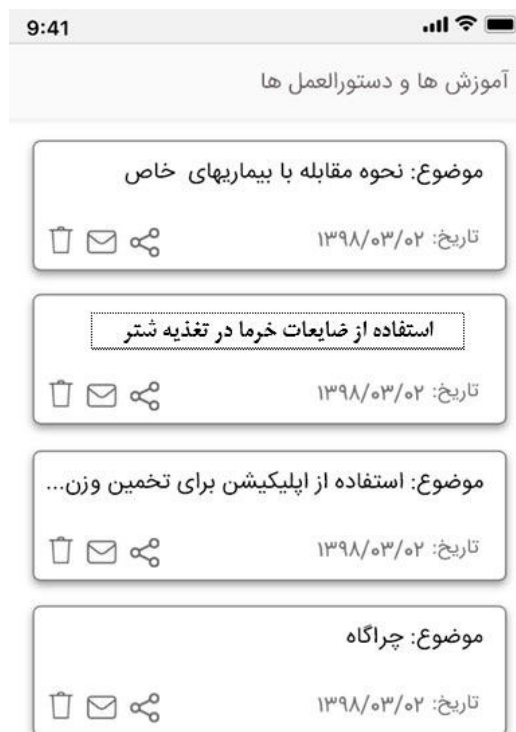 9:41
آموزش ها و دستورالعمل ها
موضوع: نحوه مقابله با بیماریهای خاص
تاریخ: ۱۳۹۸/۰۳/۰۲
استفاده از ضایعات خرما در تغذیه شتر
تاریخ: ۱۳۹۸/۰۳/۰۲
موضوع: استفاده از اپلیکیشن برای تخمین وزن...
تاریخ: ۱۳۹۸/۰۳/۰۲
موضوع: چراگاه
تاریخ: ۱۳۹۸/۰۳/۰۲